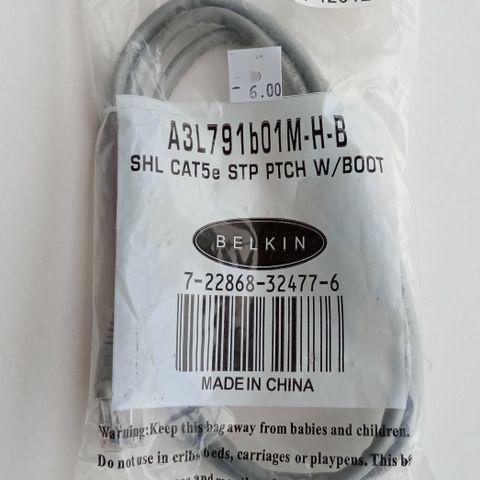 6.00
A3L791b01M-H-B
SHL CAT5e STP PTCH W/BOOT
BELKIN
7-22868-32477-6
MADE IN CHINA
Warning:Keep this bag away from babies and children.
Do not use in cribs, beds, carriages or playpens. This